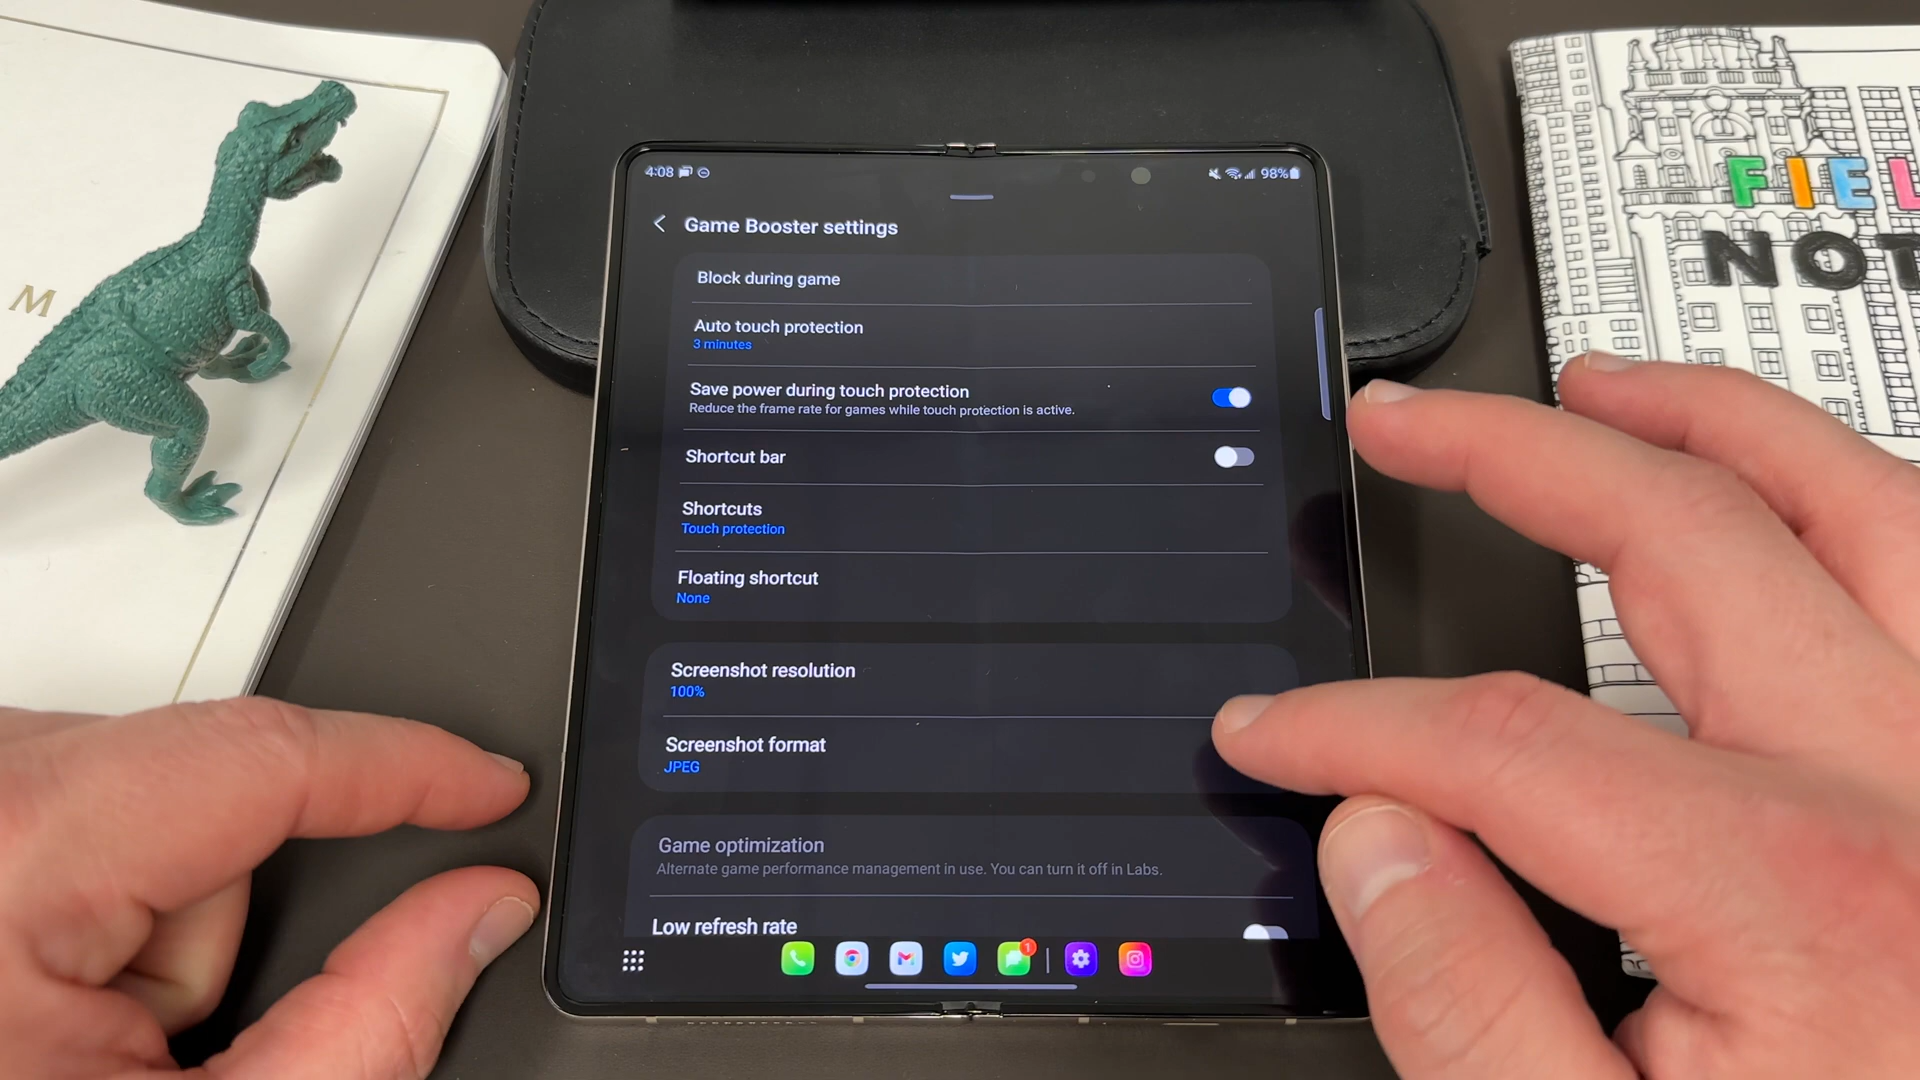 M
4:08
98%
Game Booster settings
Block during game
Auto touch protection
3 minutes
Save power during touch protection
Reduce the frame rate for games while touch protection is active.
Shortcut bar
Shortcuts
Touch protection
Floating shortcut
None
Screenshot resolution
100%
Screenshot format
JPEG
Game optimization
Alternate game performance management in use. You can turn it off in Labs.
Low refresh rate
1
FIEL
NOT